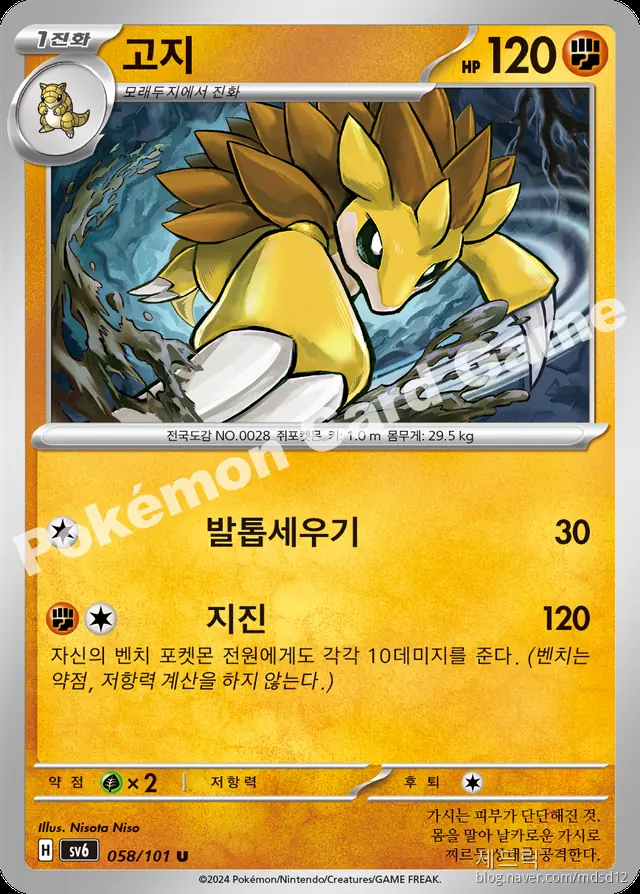 1진화
고지
HP 120
모래두지에서 진화
전국도감 NO.0028 쥐포켓몬 키: 1.0 m 몸무게: 29.5 kg
Pokémon Card Game
발톱세우기 30
지진 120
자신의 벤치 포켓몬 전원에게도 각각 10데미지를 준다. (벤치는
약점, 저항력 계산을 하지 않는다.)
약점 ×2 저항력 후퇴
Illus. Nisota Niso
가시는 피부가 단단해진 것.
몸을 말아 날카로운 가시로
공격한다.
H sv6 058/101 U
blog.naver.com/mdsd12
©2024 Pokémon/Nintendo/Creatures/GAME FREAK.